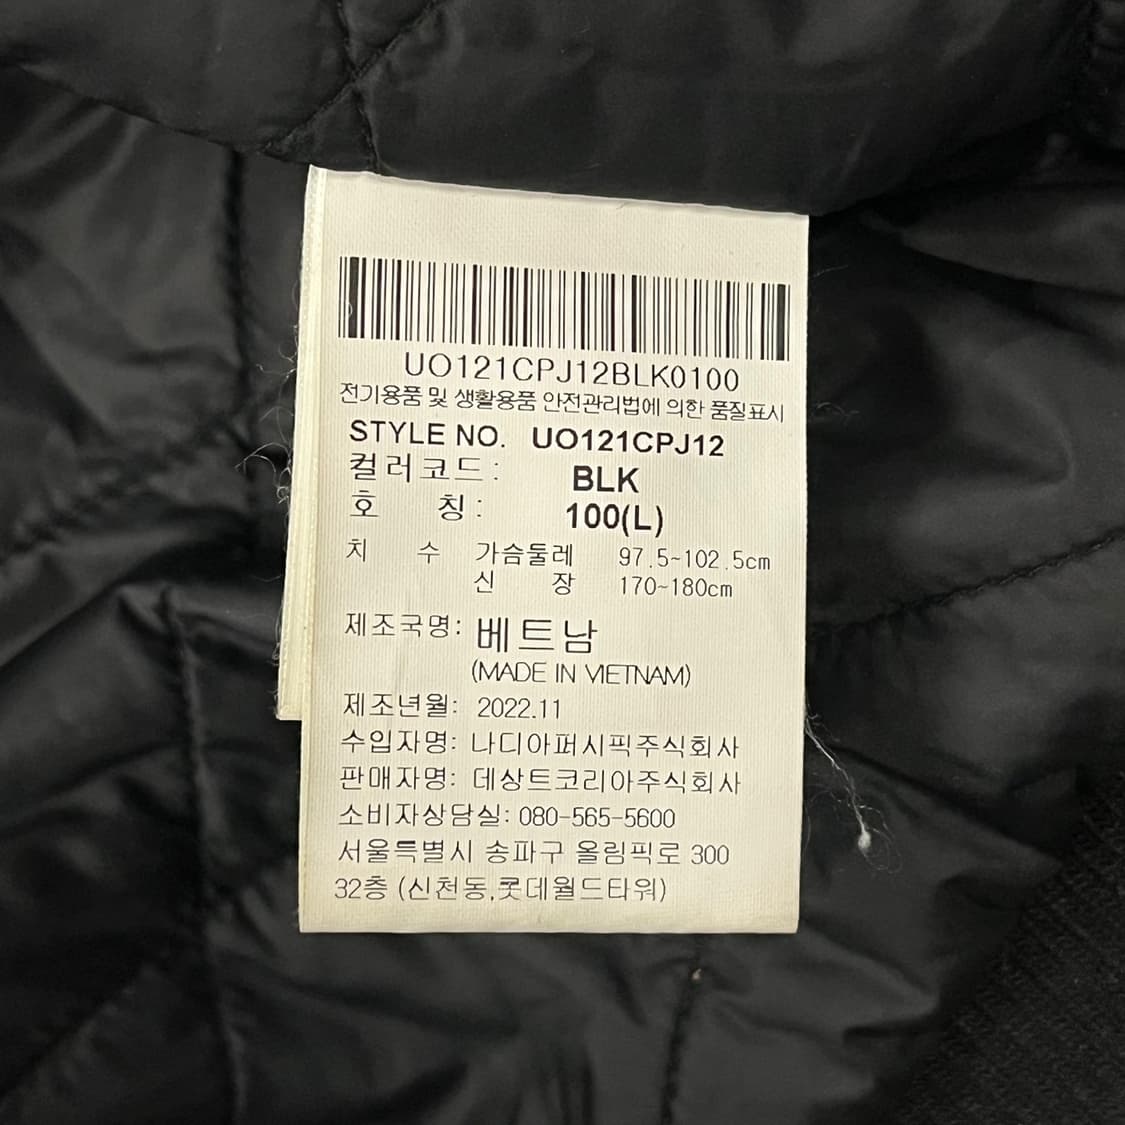 UO121CPJ12BLK0100
전기용품 및 생활용품 안전관리법에 의한 품질표시
STYLE NO. UO121CPJ12
컬러코드: BLK
호 칭: 100(L)
치 수 가슴둘레 97.5~102.5cm
신 장 170~180cm
제조국명: 베트남
(MADE IN VIETNAM)
제조년월: 2022.11
수입자명: 나디아퍼시픽주식회사
판매자명: 데상트코리아주식회사
소비자상담실: 080-565-5600
서울특별시 송파구 올림픽로 300
32층 (신천동,롯데월드타워)